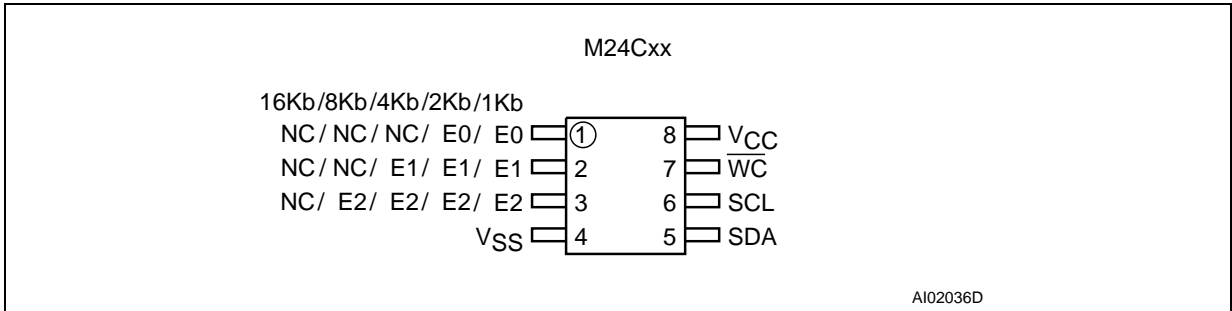 M24Cxx
16Kb/8Kb/4Kb/2Kb/1Kb
NC/ NC/ NC/ E0/ E0 1 8 VCC
NC/ NC/ E1/ E1/ E1 2 7 W̅C̅
NC/ E2/ E2/ E2/ E2 3 6 SCL
VSS 4 5 SDA
AI02036D